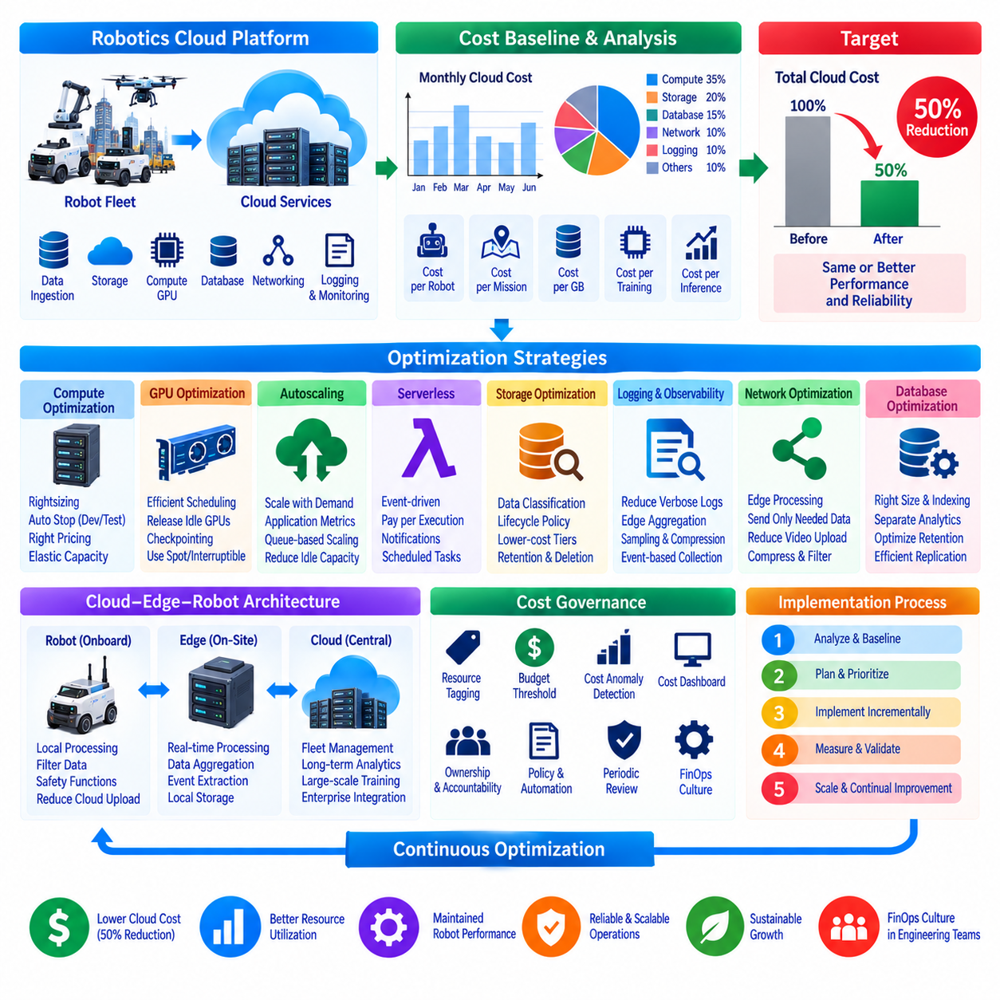 Robotics Cloud Platform
Robot Fleet
Cloud Services
Data
Ingestion
Storage
Compute
GPU
Database
Networking
Logging
& Monitoring
Cost Baseline & Analysis
Monthly Cloud Cost
Jan Feb Mar Apr May Jun
Compute 35%
Storage 20%
Database 15%
Network 10%
Logging 10%
Others 10%
Cost
per Robot
Cost
per Mission
Cost
per GB
Cost per
Training
Cost per
Inference
Target
Total Cloud Cost
100%
50%
Reduction
50%
Before
After
Same or Better
Performance
and Reliability
Optimization Strategies
Compute
Optimization
Rightsizing
Auto Stop (Dev/Test)
Right Pricing
Elastic Capacity
GPU Optimization
Efficient Scheduling
Release Idle GPUs
Checkpointing
Use Spot/Interruptible
Autoscaling
Scale with Demand
Application Metrics
Queue-based Scaling
Reduce Idle Capacity
Serverless
Event-driven
Pay per Execution
Notifications
Scheduled Tasks
Storage Optimization
Data Classification
Lifecycle Policy
Lower-cost Tiers
Retention & Deletion
Logging & Observability
Reduce Verbose Logs
Edge Aggregation
Sampling & Compression
Event-based Collection
Network Optimization
Edge Processing
Send Only Needed Data
Reduce Video Upload
Compress & Filter
Database
Optimization
Right Size & Indexing
Separate Analytics
Optimize Retention
Efficient Replication
Cloud–Edge–Robot Architecture
Robot (Onboard)
Local Processing
Filter Data
Safety Functions
Reduce Cloud Upload
Edge (On-Site)
Real-time Processing
Data Aggregation
Event Extraction
Local Storage
Cloud (Central)
Fleet Management
Long-term Analytics
Large-scale Training
Enterprise Integration
Cost Governance
Resource
Tagging
$
Budget
Threshold
Cost Anomaly
Detection
Cost Dashboard
Ownership
& Accountability
Policy &
Automation
Periodic
Review
FinOps
Culture
Implementation Process
1 Analyze & Baseline
2 Plan & Prioritize
3 Implement Incrementally
4 Measure & Validate
5 Scale & Continual Improvement
Continuous Optimization
$
Lower Cloud Cost
(50% Reduction)
Better Resource
Utilization
Maintained
Robot Performance
Reliable & Scalable
Operations
Sustainable
Growth
FinOps Culture
in Engineering Teams